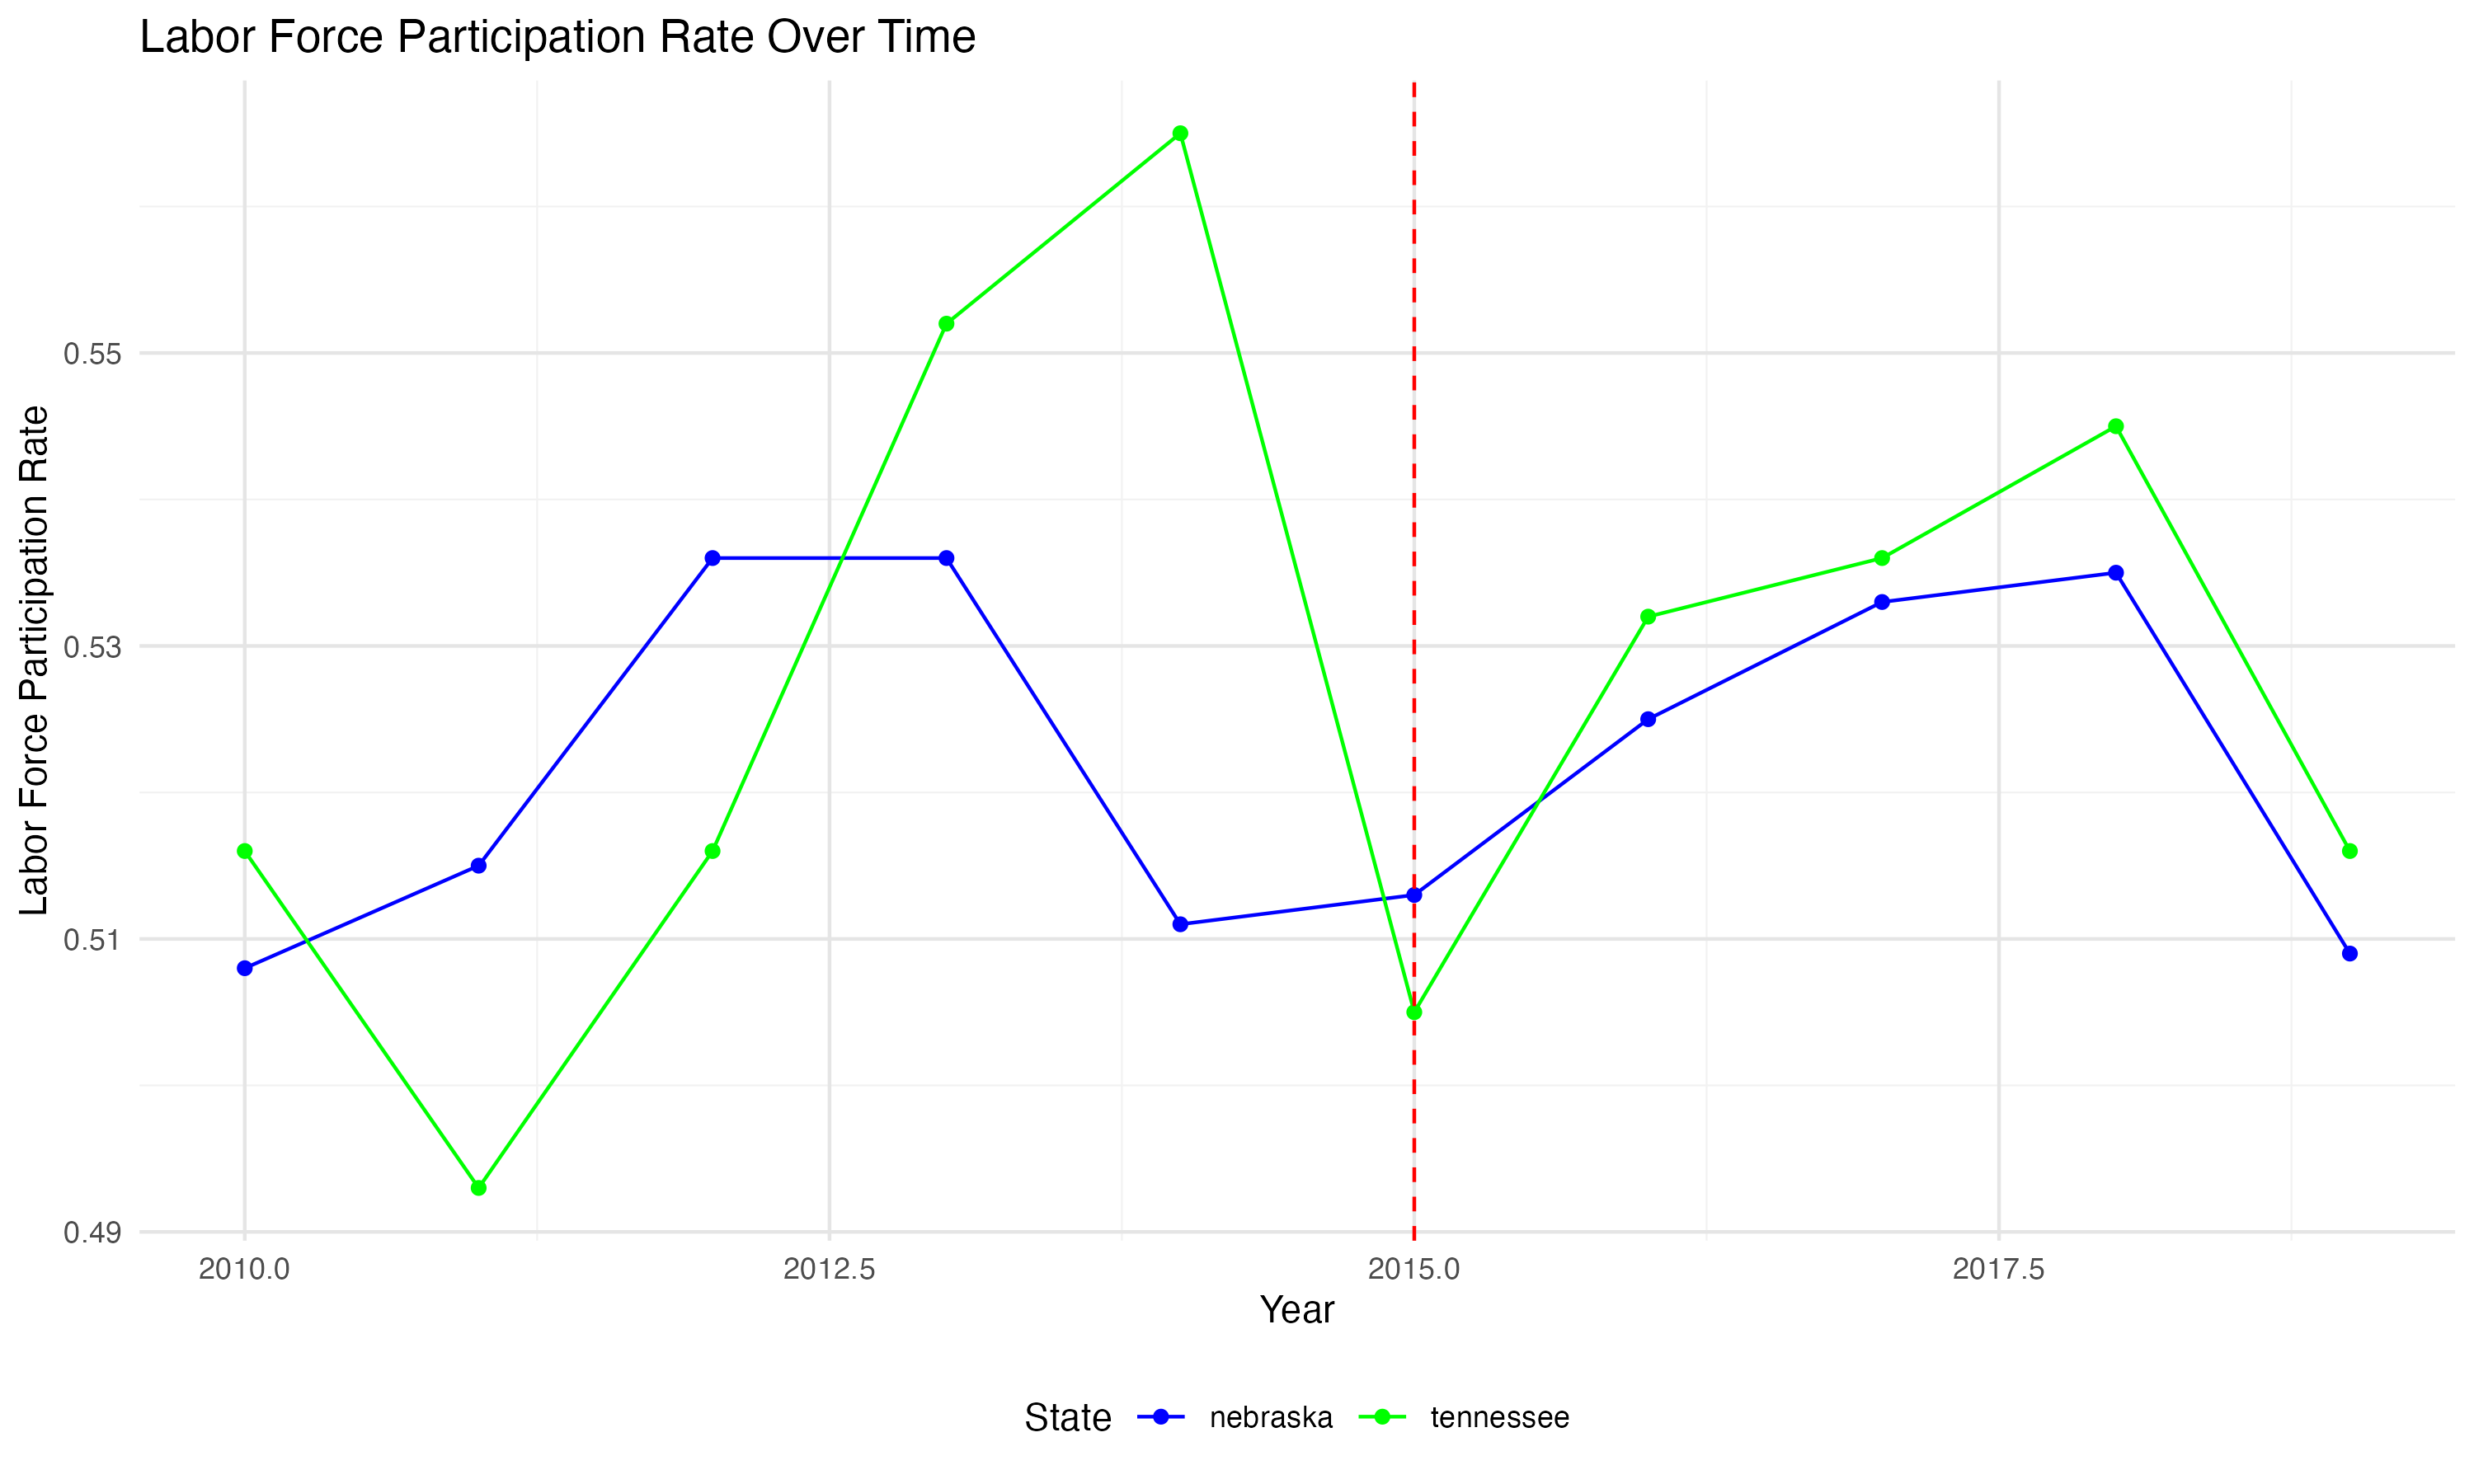 Labor Force Participation Rate Over Time
Labor Force Participation Rate
0.55
0.53
0.51
0.49
2010.0 2012.5 2015.0 2017.5
Year
State nebraska tennessee